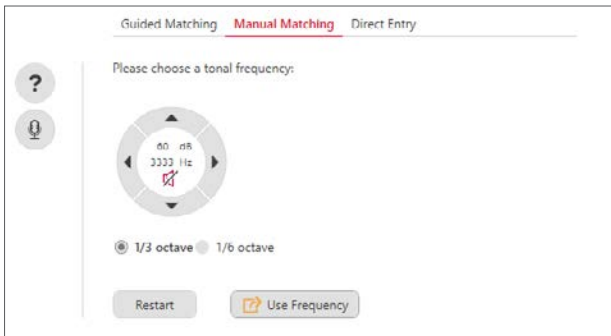 Guided Matching Manual Matching Direct Entry
Please choose a tonal frequency:
?
60 dB
3333 Hz
1/3 octave 1/6 octave
Restart ? Use Frequency